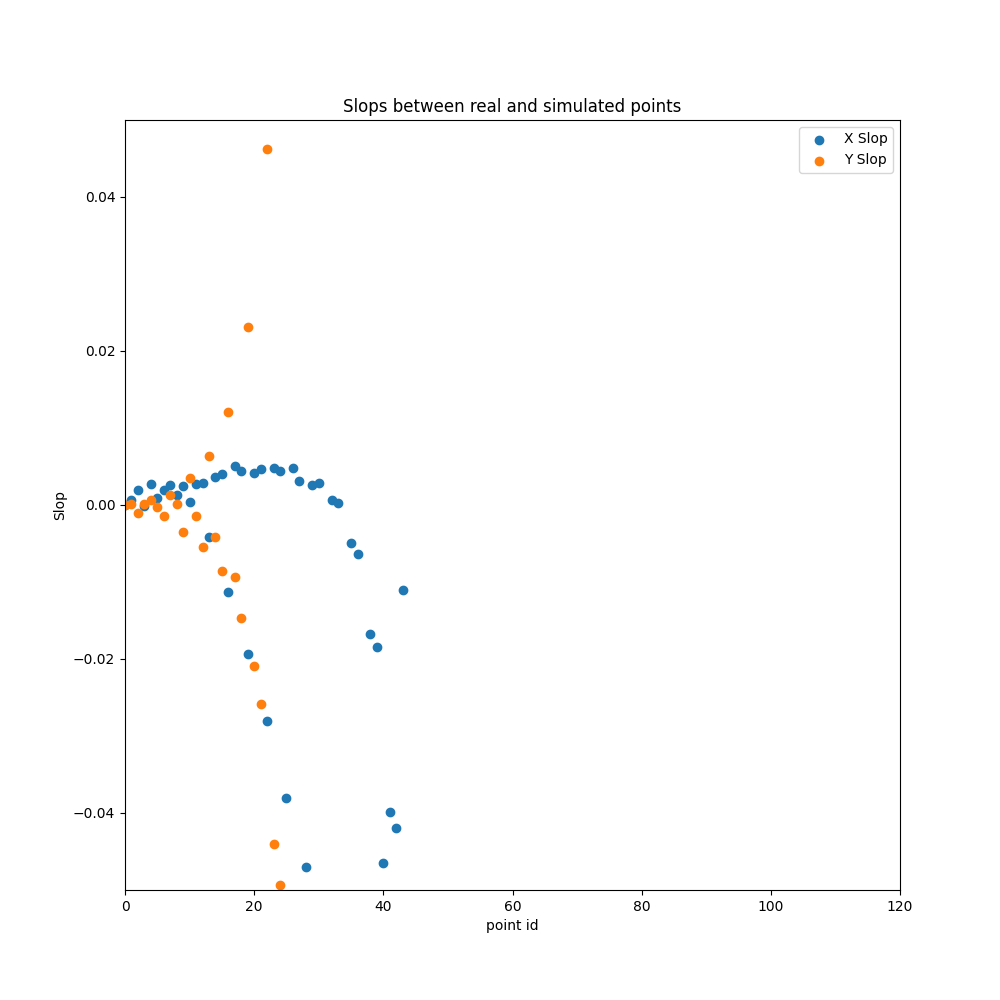 Slops between real and simulated points
X Slop
Y Slop
0.04
0.02
0.00
−0.02
−0.04
Slop
0 20 40 60 80 100 120
point id